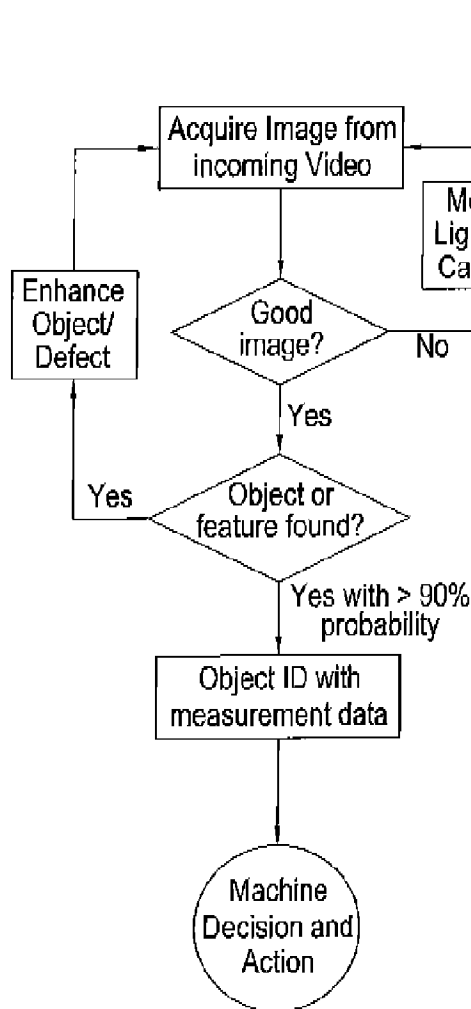 Acquire Image from
incoming Video
Enhance
Object/
Defect
Good
image?
No
Yes
Yes
Object or
feature found?
Yes with > 90%
probability
Object ID with
measurement data
Machine
Decision and
Action